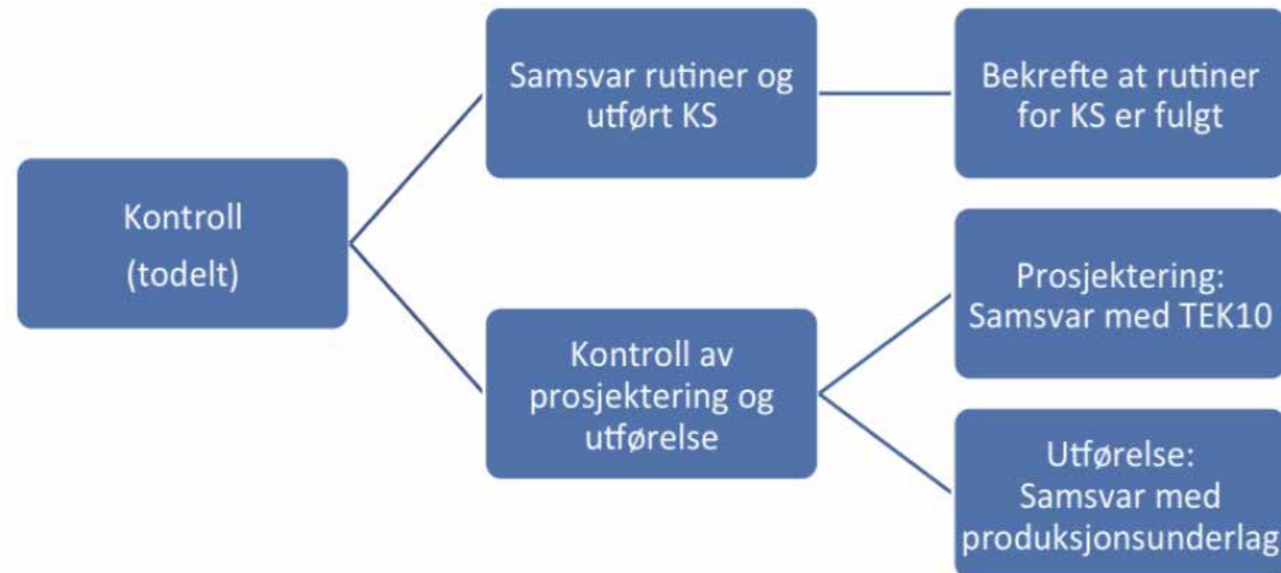 Kontroll
(todelt)
Samsvar rutiner og
utført KS
Bekrefte at rutiner
for KS er fulgt
Kontroll av
prosjektering og
utførelse
Prosjektering:
Samsvar med TEK10
Utførelse:
Samsvar med
produksjonsunderlag